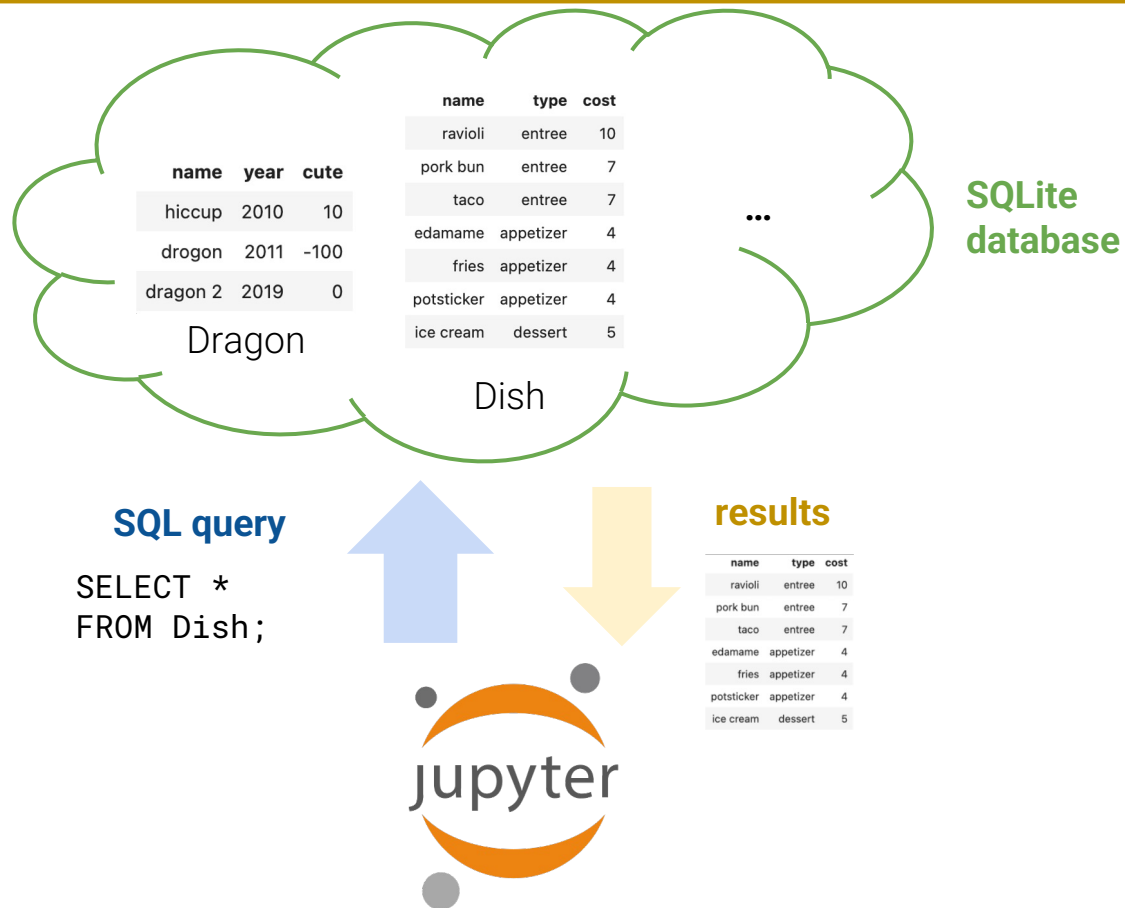 name year cute
hiccup 2010 10
drogon 2011 -100
dragon 2 2019 0
Dragon
name type cost
ravioli entree 10
pork bun entree 7
taco entree 7
edamame appetizer 4
fries appetizer 4
potsticker appetizer 4
ice cream dessert 5
Dish
...
SQLite
database
SQL query
SELECT *
FROM Dish;
results
name type cost
ravioli entree 10
pork bun entree 7
taco entree 7
edamame appetizer 4
fries appetizer 4
potsticker appetizer 4
ice cream dessert 5
jupyter